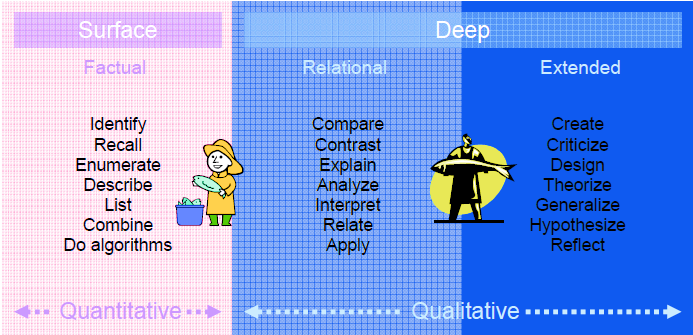 Surface
Deep
Factual
Relational
Extended
Identify
Recall
Enumerate
Describe
List
Combine
Do algorithms
Compare
Contrast
Explain
Analyze
Interpret
Relate
Apply
Create
Criticize
Design
Theorize
Generalize
Hypothesize
Reflect
Quantitative
Qualitative